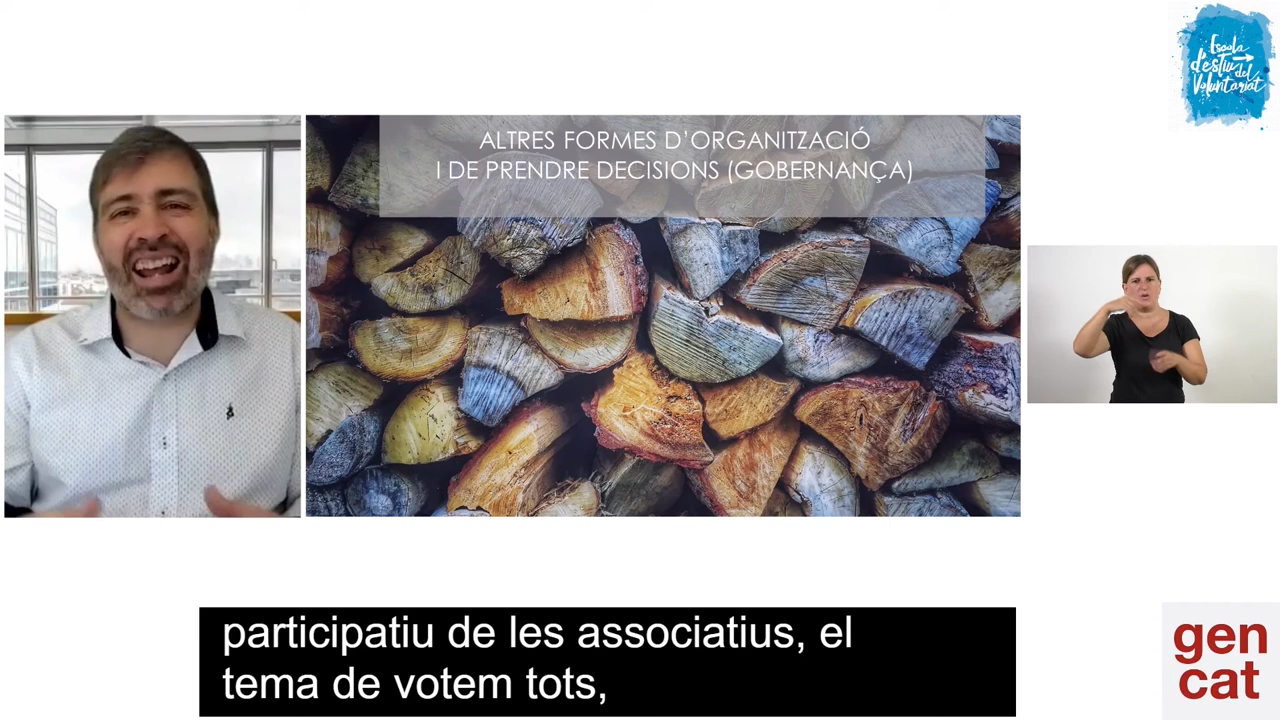 Escola
d'estiu
del
Voluntariat
ALTRES FORMES D'ORGANITZACIÓ
I DE PRENDRE DECISIONS (GOBERNANÇA)
participatiu de les associatius, el
tema de votem tots,
gen
cat